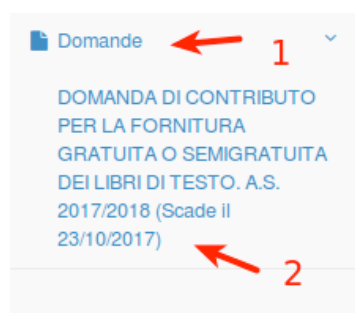 Domande
1
DOMANDA DI CONTRIBUTO
PER LA FORNITURA
GRATUITA O SEMIGRATUITA
DEI LIBRI DI TESTO. A.S.
2017/2018 (Scade il
23/10/2017)
2